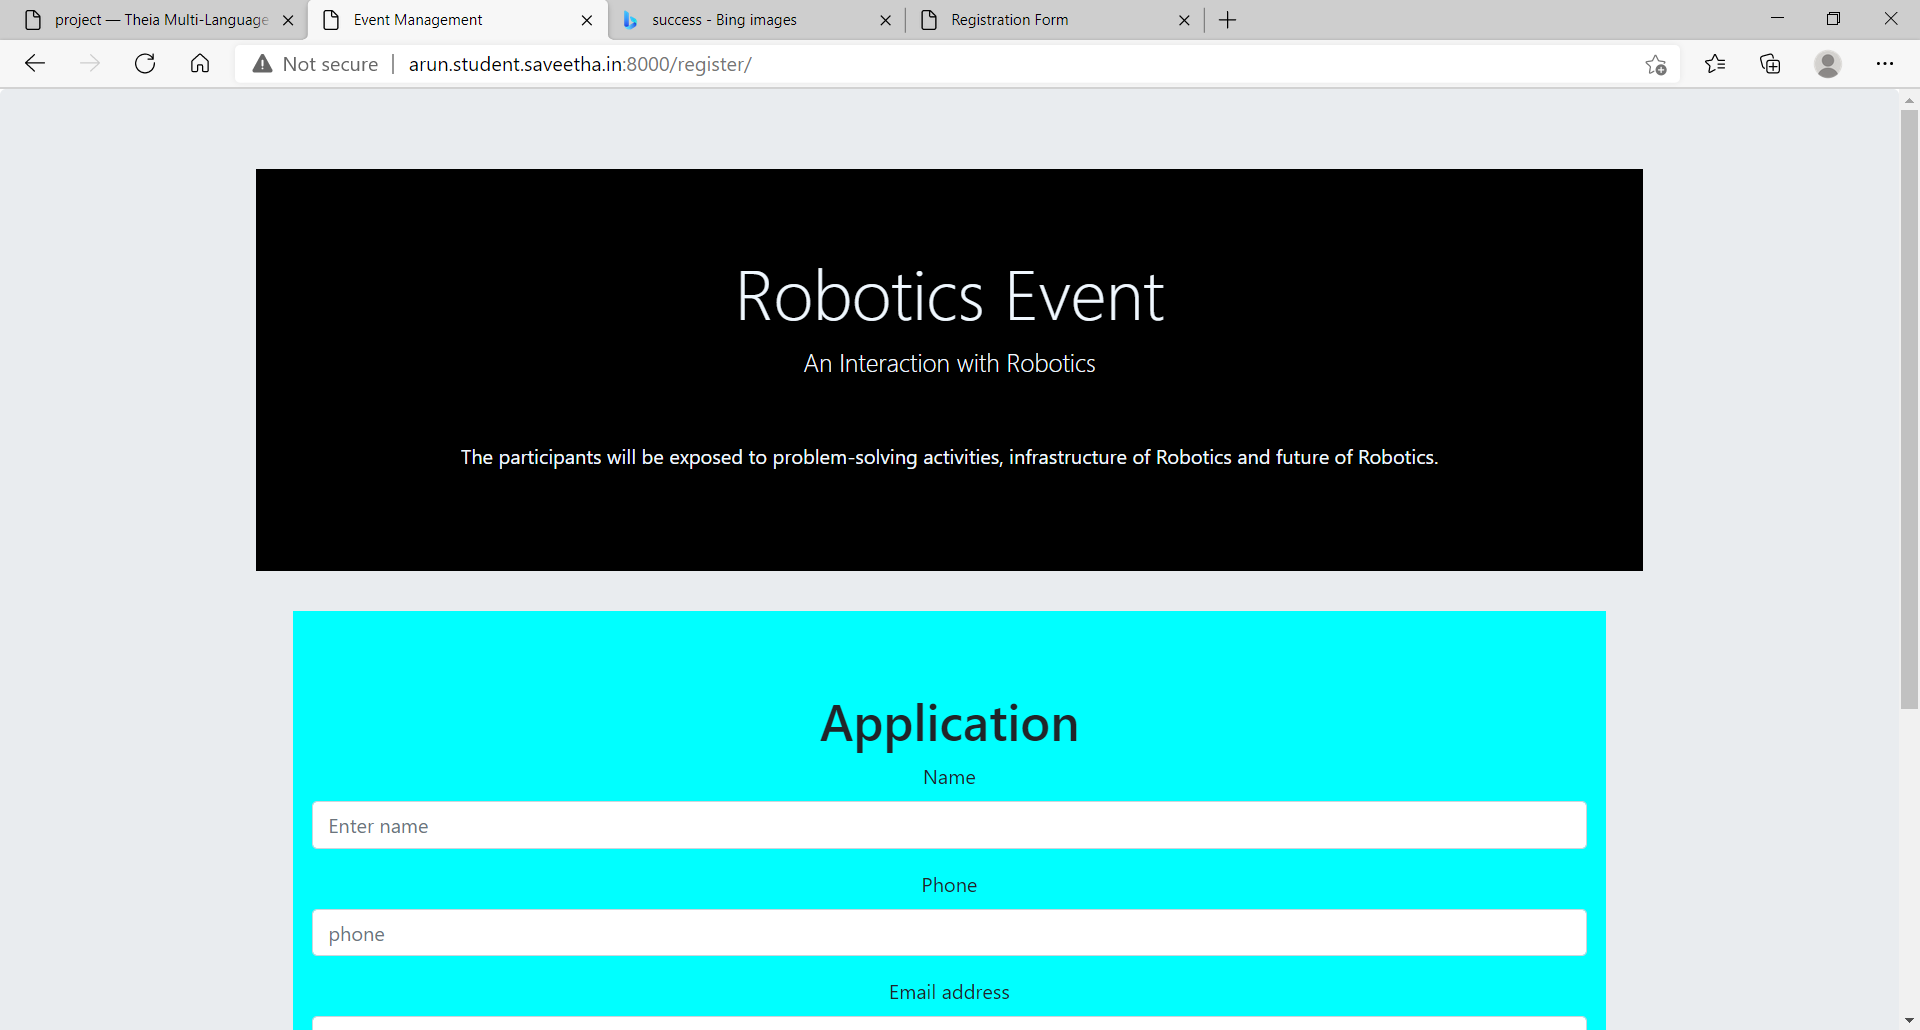 project — Theia Multi-Language
Event Management
success - Bing images
Registration Form
Not secure
arun.student.saveetha.in:8000/register/
Robotics Event
An Interaction with Robotics
The participants will be exposed to problem-solving activities, infrastructure of Robotics and future of Robotics.
Application
Name
Enter name
Phone
phone
Email address